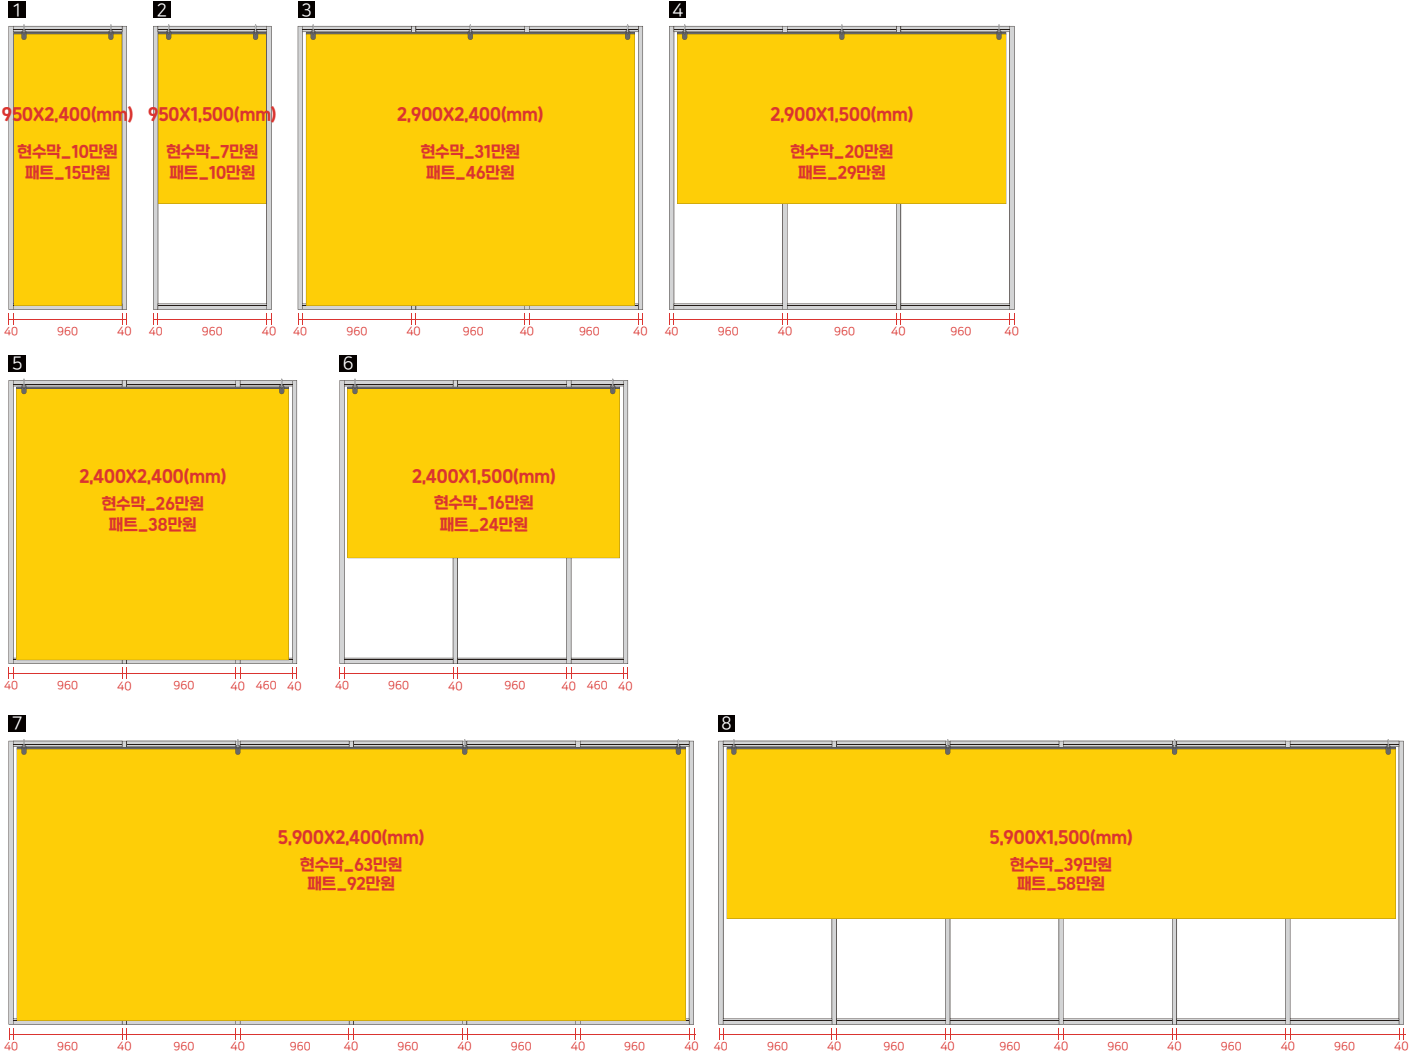 1
2
3
4
950X2,400(mm)
현수막_10만원
패트_15만원
950X1,500(mm)
현수막_7만원
패트_10만원
2,900X2,400(mm)
현수막_31만원
패트_46만원
2,900X1,500(mm)
현수막_20만원
패트_29만원
40 960 40
40 960 40
40 960 40 960 40 960 40
40 960 40 960 40 960 40
5
6
2,400X2,400(mm)
현수막_26만원
패트_38만원
2,400X1,500(mm)
현수막_16만원
패트_24만원
40 960 40 960 40 460 40
40 960 40 960 40 460 40
7
8
5,900X2,400(mm)
현수막_63만원
패트_92만원
5,900X1,500(mm)
현수막_39만원
패트_58만원
40 960 40 960 40 960 40 960 40 960 40 960 40
40 960 40 960 40 960 40 960 40 960 40 960 40